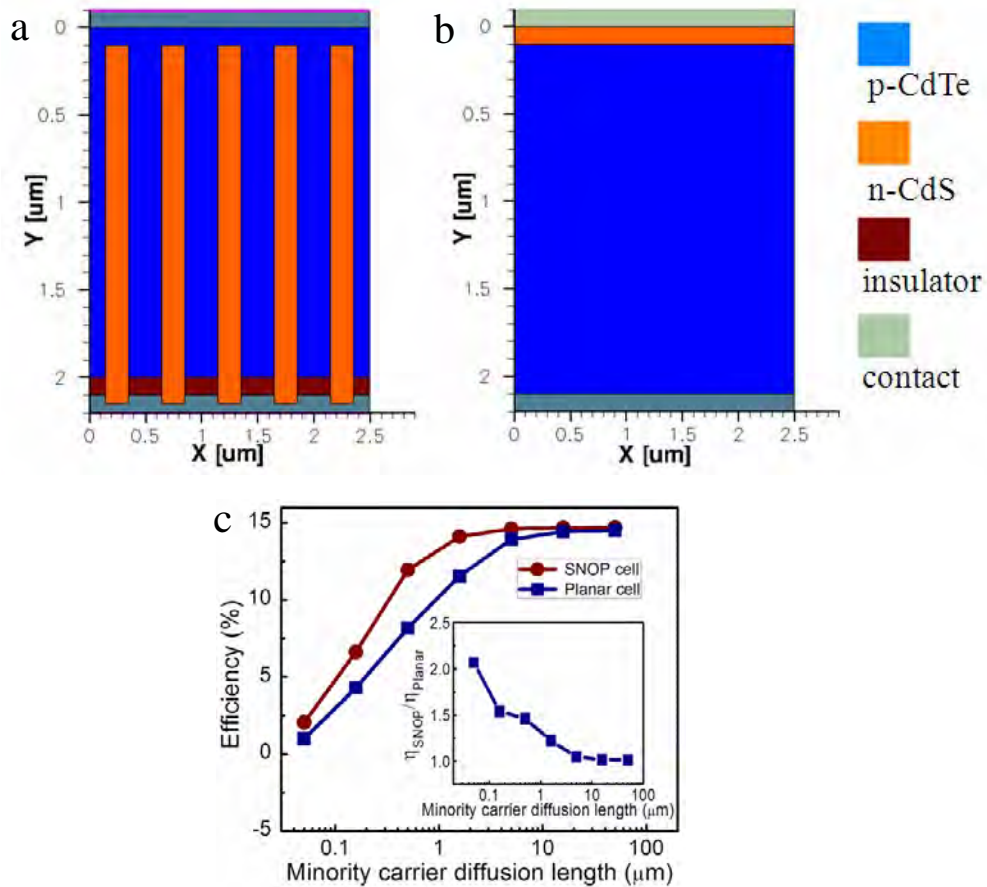 a
0
0.5
1
1.5
2
Y [um]
0 0.5 1 1.5 2 2.5
X [um]
b
0
0.5
1
1.5
2
Y [um]
0 0.5 1 1.5 2 2.5
X [um]
p-CdTe
n-CdS
insulator
contact
c
15
10
5
0
-5
Efficiency (%)
SNOP cell
Planar cell
2.5
2.0
1.5
1.0
ηSNOP/ηPlanar
0.1 1 10 100
Minority carrier diffusion length (μm)
0.1 1 10 100
Minority carrier diffusion length (μm)